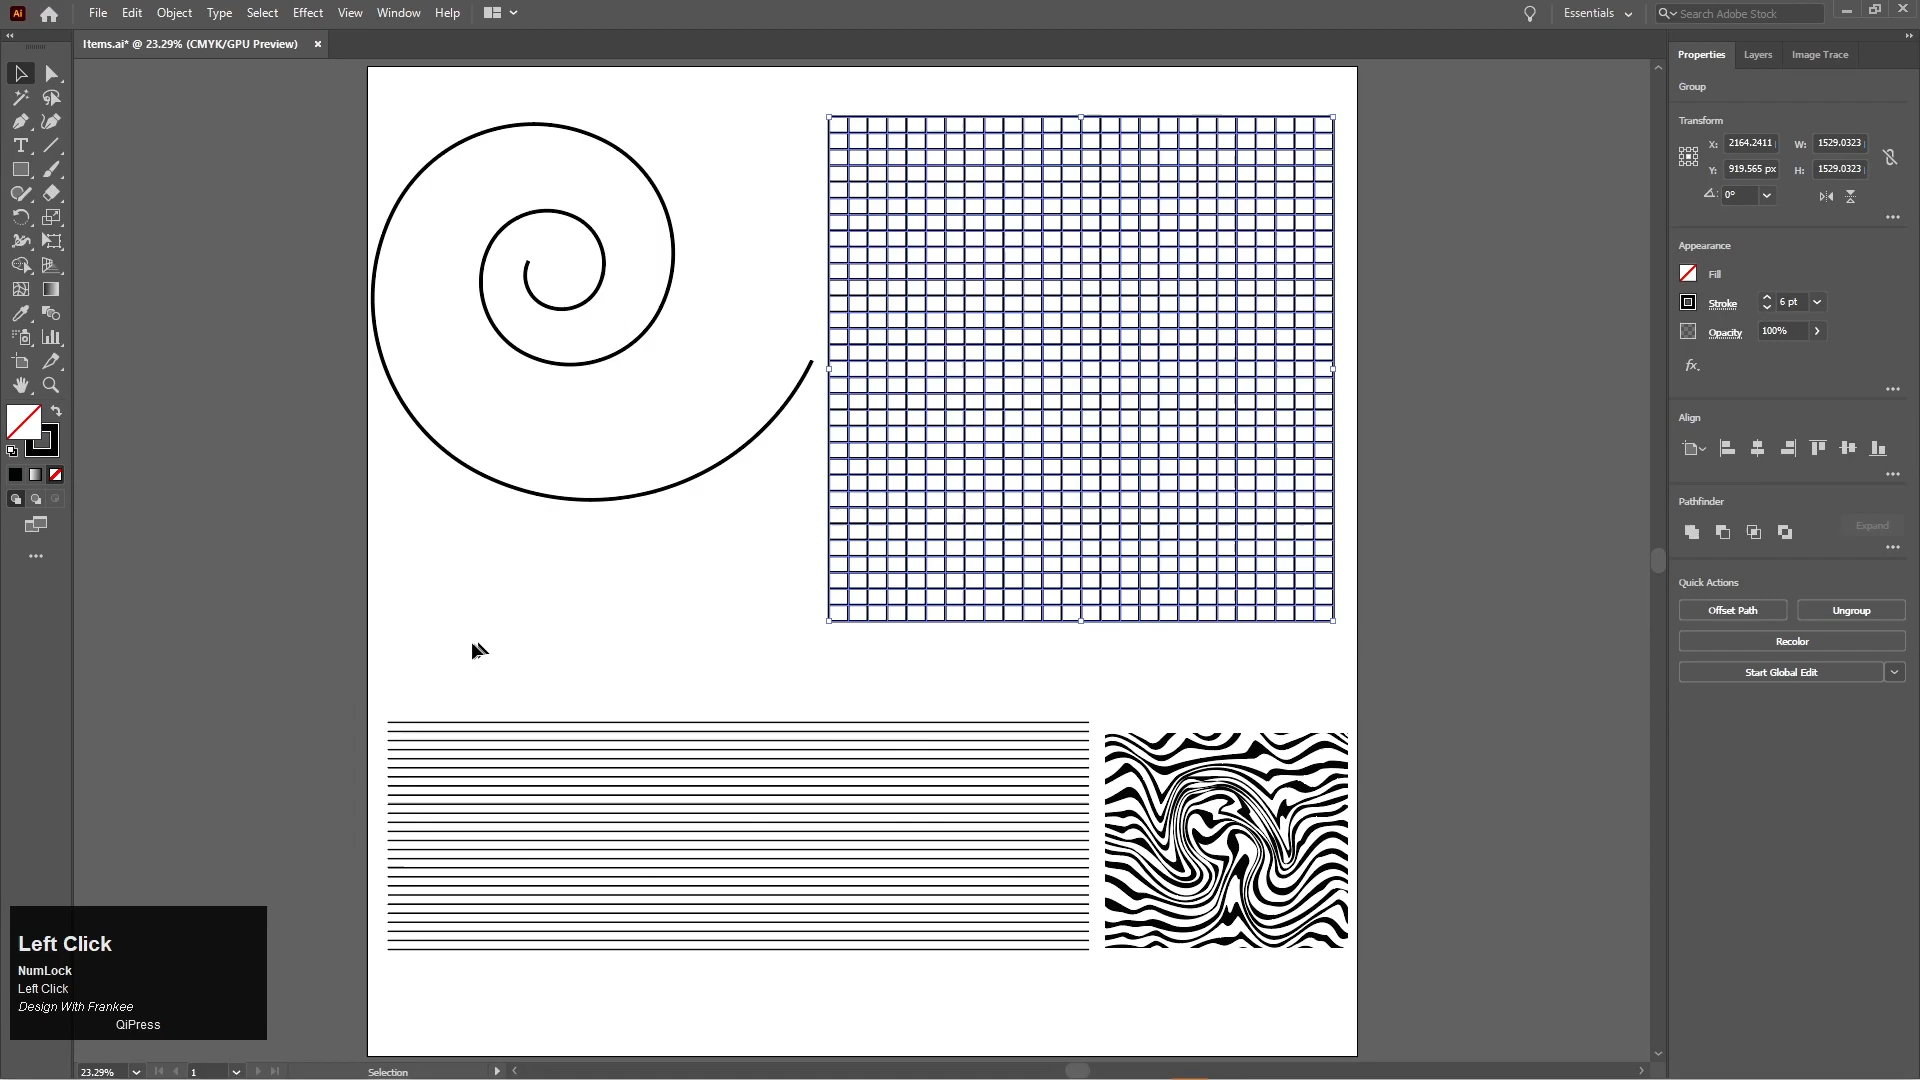 Ai File Edit Object Type Select Effect View Window Help Essentials Search Adobe Stock
Items.ai* @ 23.29% (CMYK/GPU Preview) ×
Properties Layers Image Trace
Group
Transform
X: 2164.2411 W: 1529.0323
Y: 919.565 px H: 1529.0323
0°
Appearance
Fill
Stroke 6 pt
Opacity 100%
fx.
Align
Pathfinder
Expand
Quick Actions
Offset Path Ungroup
Recolor
Start Global Edit
Left Click
NumLock
Left Click
Design With Frankee
QiPress
23.29% 1 Selection